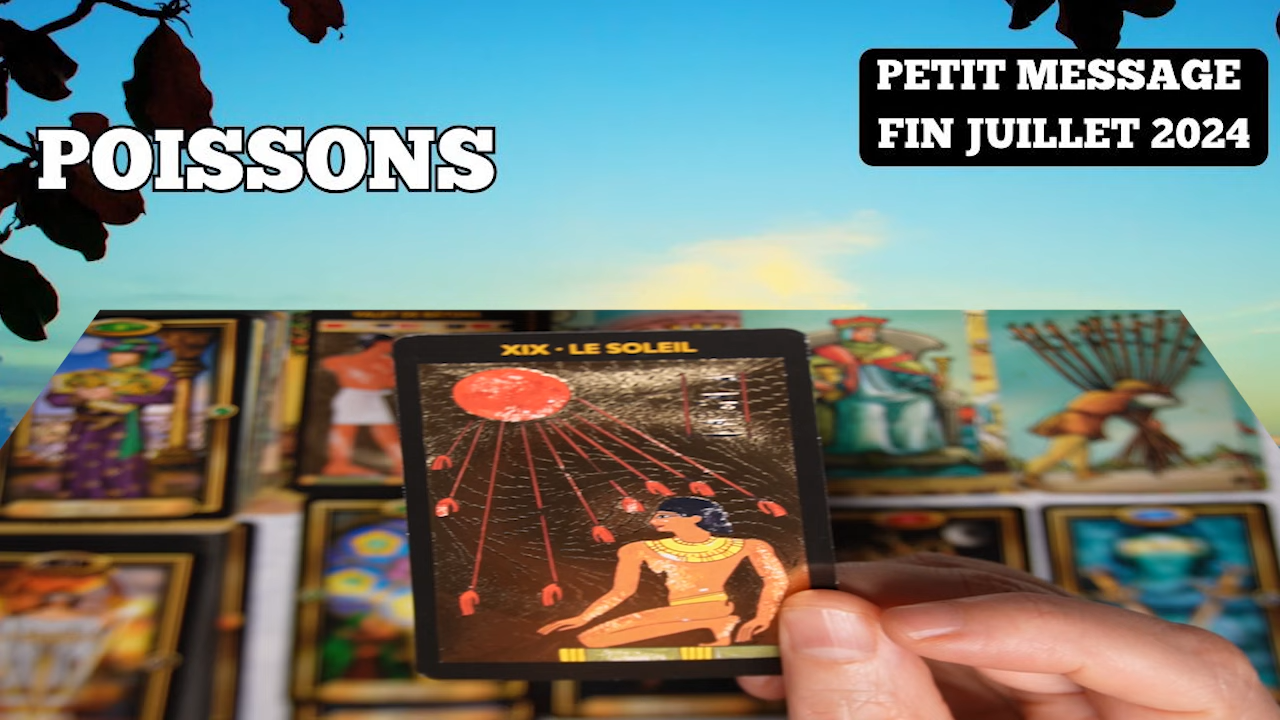 POISSONS
PETIT MESSAGE
FIN JUILLET 2024
XIX - LE SOLEIL